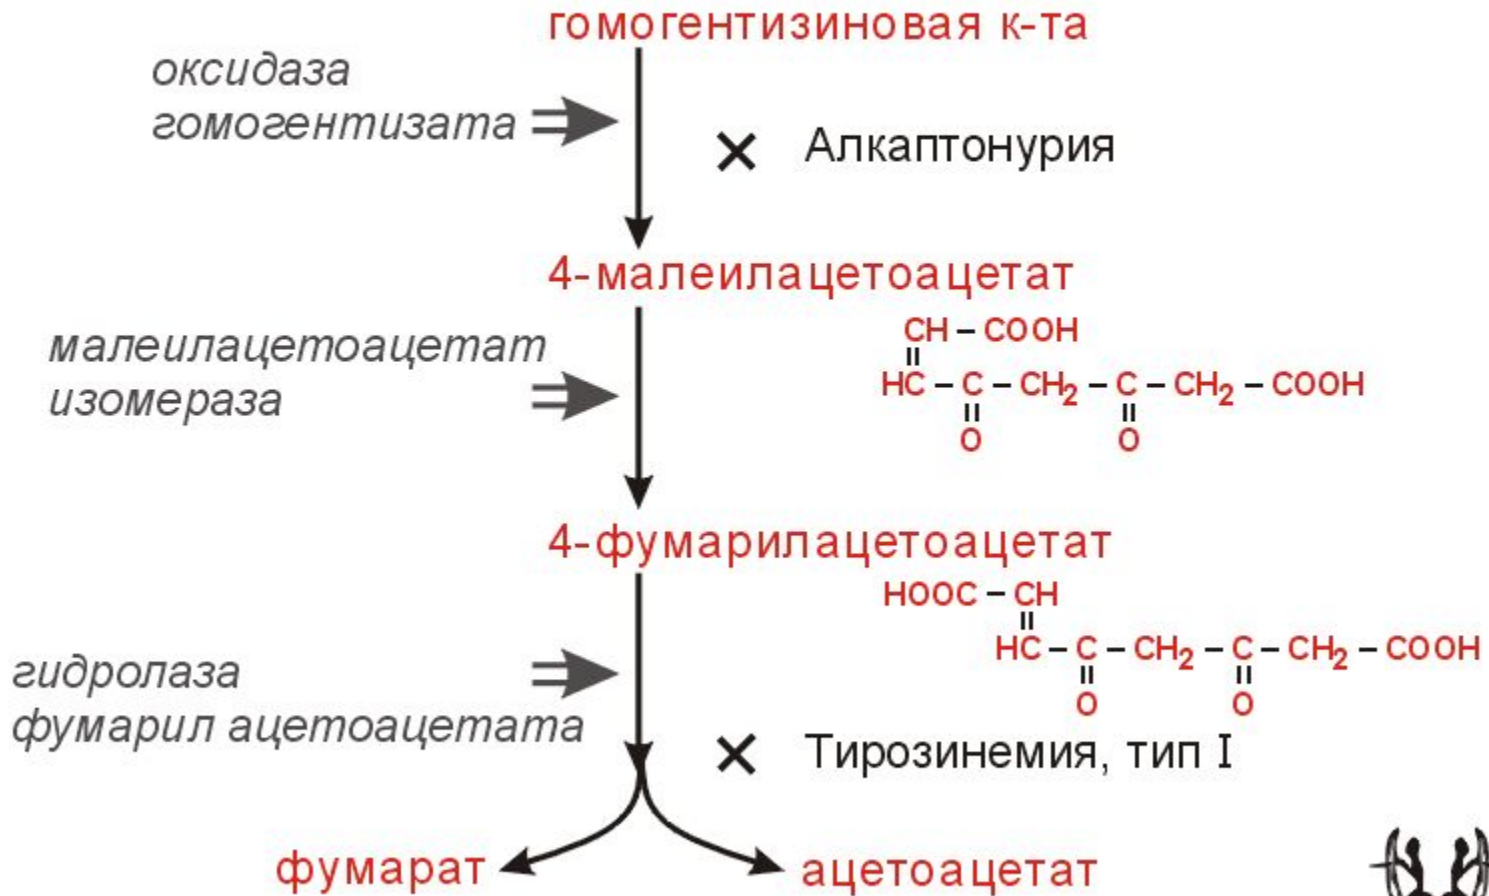 гомогентизиновая к-та
оксидаза
гомогентизата
× Алкаптонурия
4-малеилацетоацетат
CH – COOH
малеилацетоацетат
изомераза
HC – C – CH₂ – C – CH₂ – COOH
O O
4-фумарилацетоацетат
HOOC – CH
HC – C – CH₂ – C – CH₂ – COOH
гидролаза
фумарил ацетоацетата
O O
× Тирозинемия, тип I
фумарат
ацетоацетат